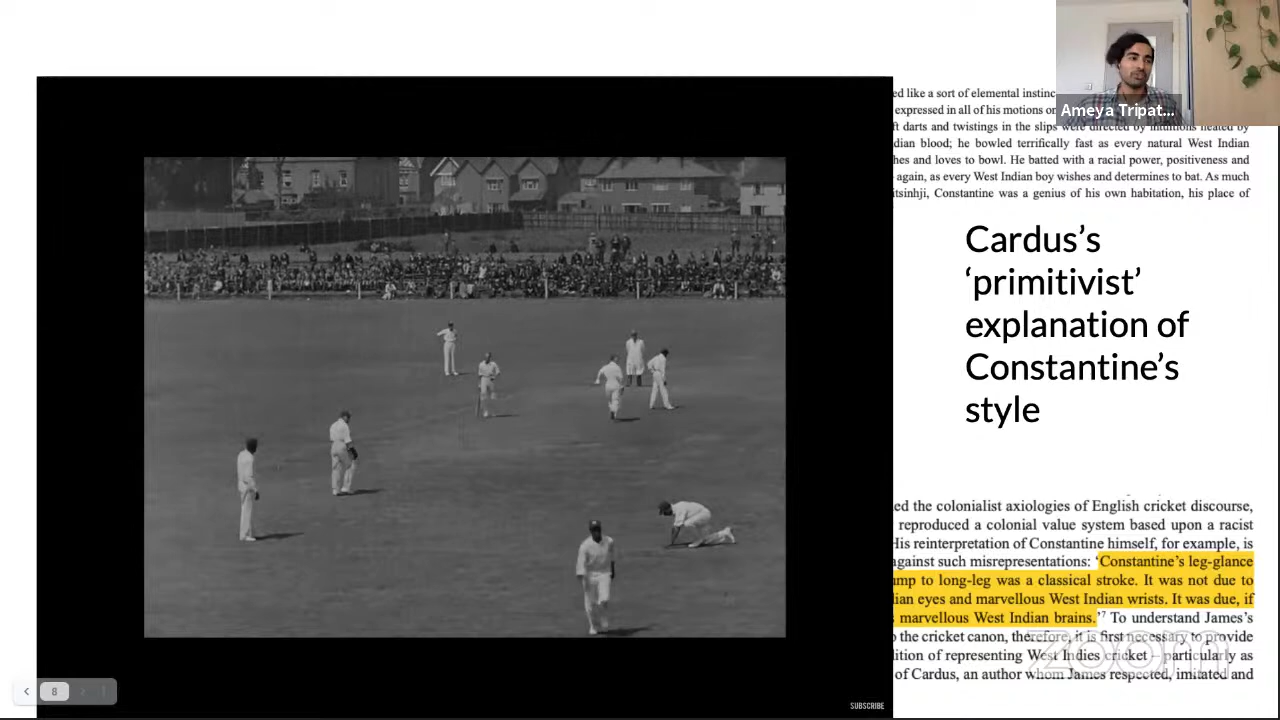 Ameya Tripat...
ed like a sort of elemental instinc
expressed in all of his motions or
ft darts and twistings in the slips were directed by intuitions heated by
dian blood; he bowled terrifically fast as every natural West Indian
hes and loves to bowl. He batted with a racial power, positiveness and
again, as every West Indian boy wishes and determines to bat. As much
itsinhji, Constantine was a genius of his own habitation, his place of
Cardus’s
‘primitivist’
explanation of
Constantine’s
style
ed the colonialist axiologies of English cricket discourse,
reproduced a colonial value system based upon a racist
His reinterpretation of Constantine himself, for example, is
against such misrepresentations: ‘Constantine’s leg-glance
ump to long-leg was a classical stroke. It was not due to
lian eyes and marvellous West Indian wrists. It was due, if
marvellous West Indian brains.’7 To understand James’s
o the cricket canon, therefore, it is first necessary to provide
lition of representing West Indies cricket – particularly as
of Cardus, an author whom James respected, imitated and
zoom
8
SUBSCRIBE